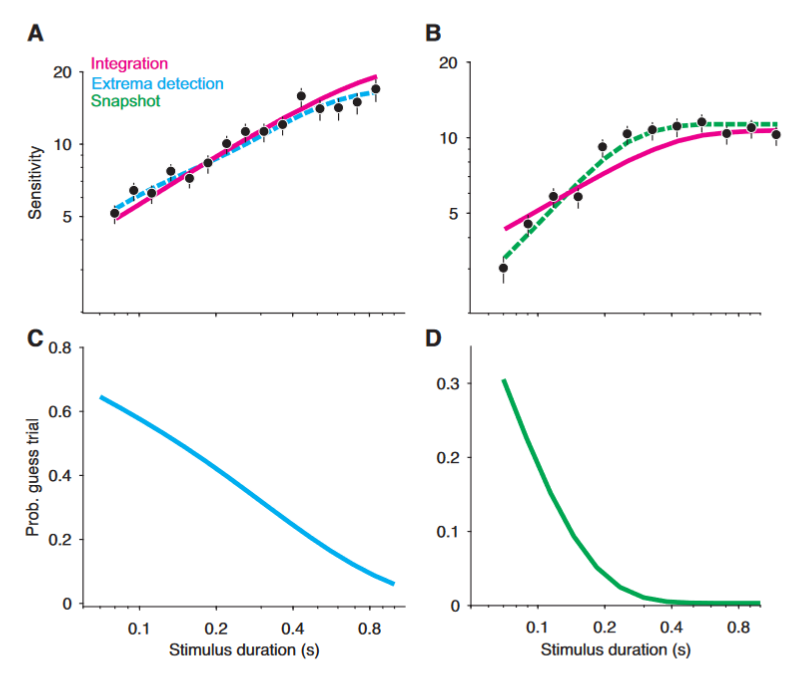 A
Integration
Extrema detection
Snapshot
20
10
5
Sensitivity
B
20
10
5
C
0.8
0.6
0.4
0.2
0
Prob. guess trial
0.1 0.2 0.4 0.8
Stimulus duration (s)
D
0.3
0.2
0.1
0
0.1 0.2 0.4 0.8
Stimulus duration (s)